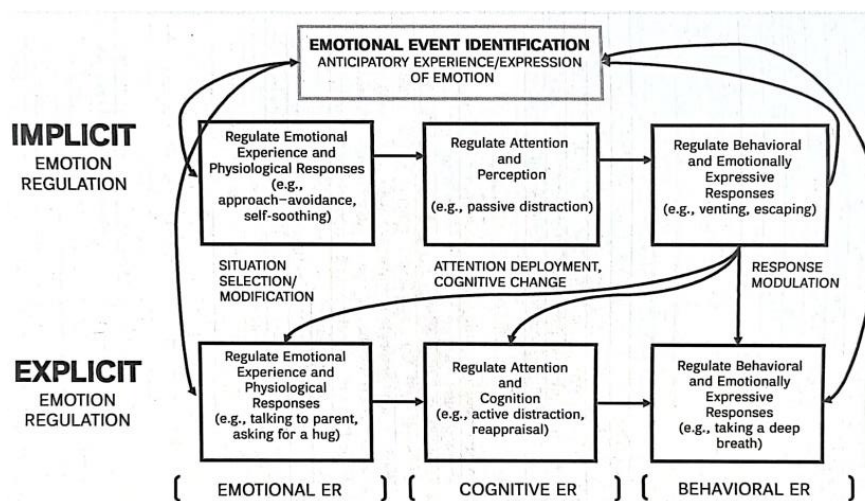 EMOTIONAL EVENT IDENTIFICATION
ANTICIPATORY EXPERIENCE/EXPRESSION
OF EMOTION
IMPLICIT
EMOTION
REGULATION
Regulate Emotional
Experience and
Physiological Responses
(e.g.,
approach–avoidance,
self-soothing)
Regulate Attention
and
Perception
(e.g., passive distraction)
Regulate Behavioral
and Emotionally
Expressive
Responses
(e.g., venting, escaping)
SITUATION
SELECTION/
MODIFICATION
ATTENTION DEPLOYMENT,
COGNITIVE CHANGE
RESPONSE
MODULATION
EXPLICIT
EMOTION
REGULATION
Regulate Emotional
Experience and
Physiological
Responses
(e.g., talking to parent,
asking for a hug)
Regulate Attention
and
Cognition
(e.g., active distraction,
reappraisal)
Regulate Behavioral
and Emotionally
Expressive
Responses
(e.g., taking a deep
breath)
[ EMOTIONAL ER ]
[ COGNITIVE ER ]
[ BEHAVIORAL ER ]